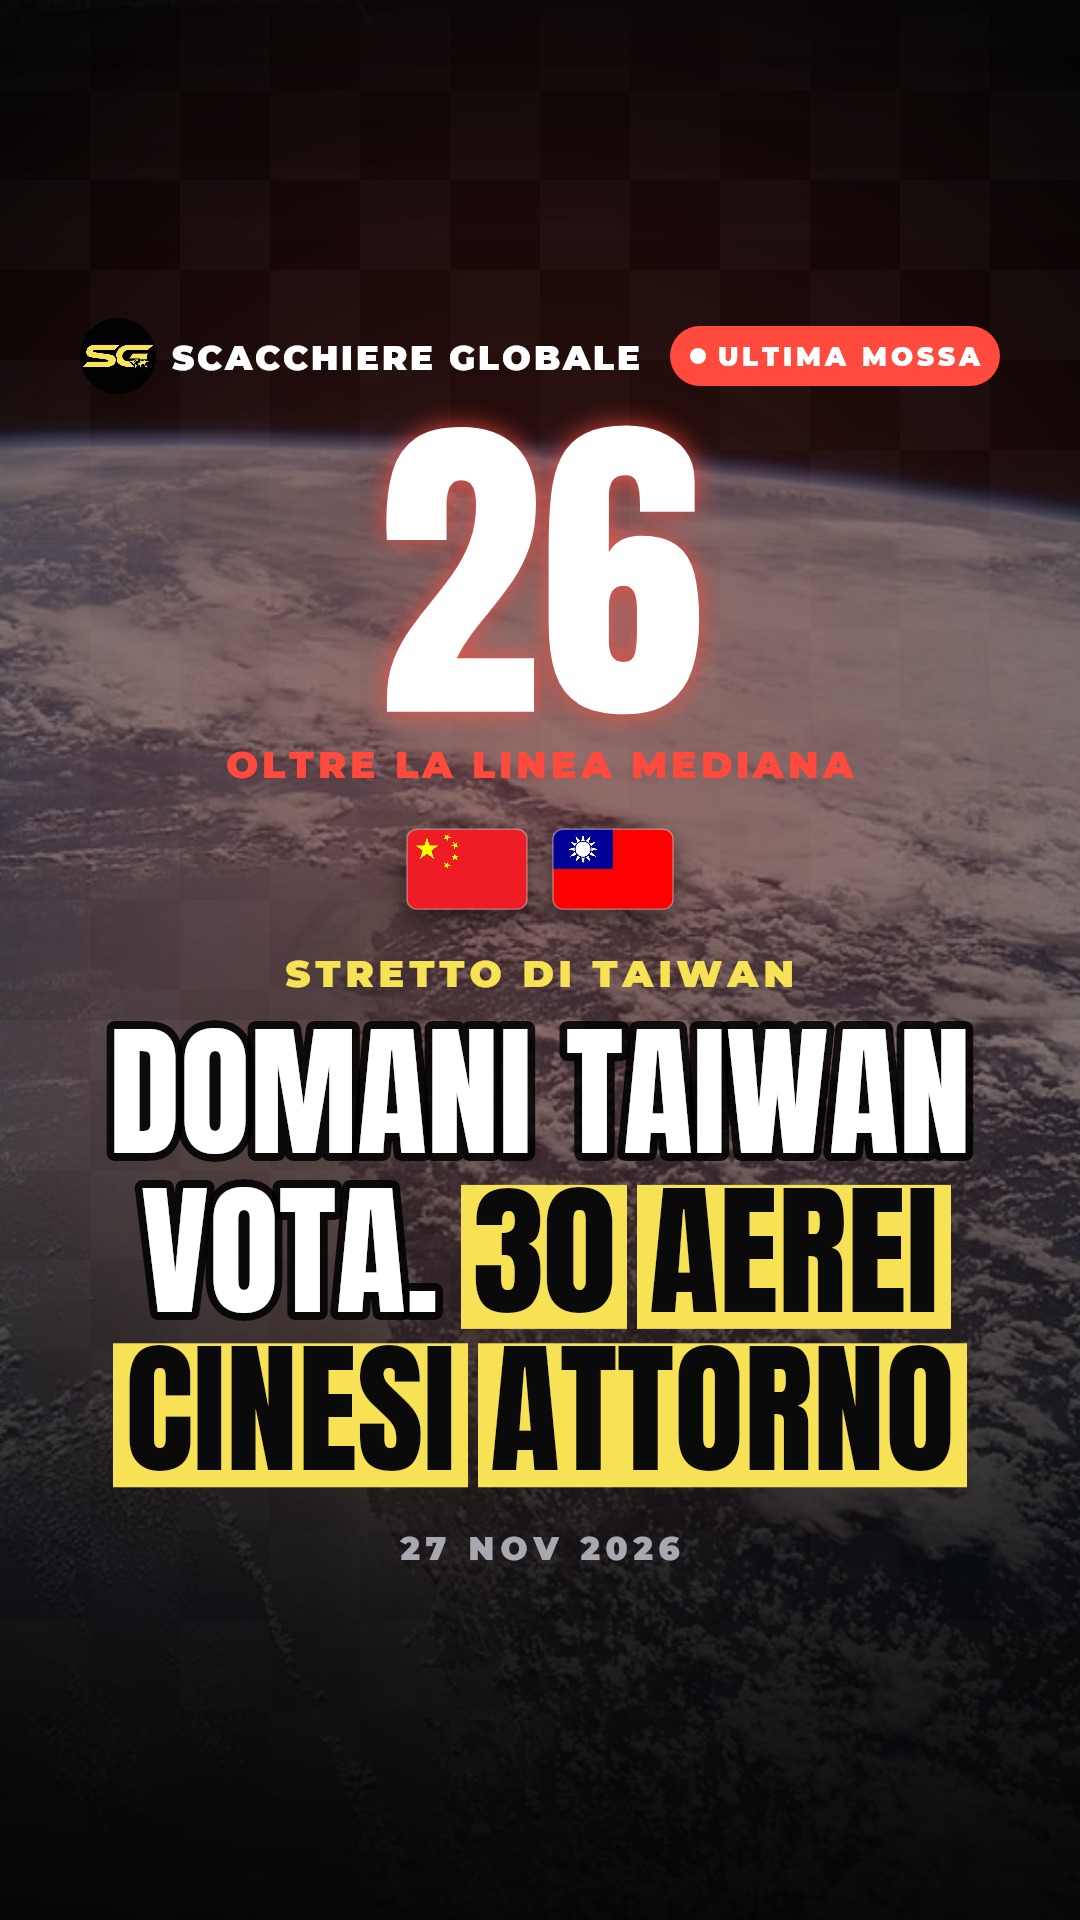 SG SCACCHIERE GLOBALE ULTIMA MOSSA
26
OLTRE LA LINEA MEDIANA
STRETTO DI TAIWAN
DOMANI TAIWAN
VOTA. 30 AEREI
CINESI ATTORNO
27 NOV 2026